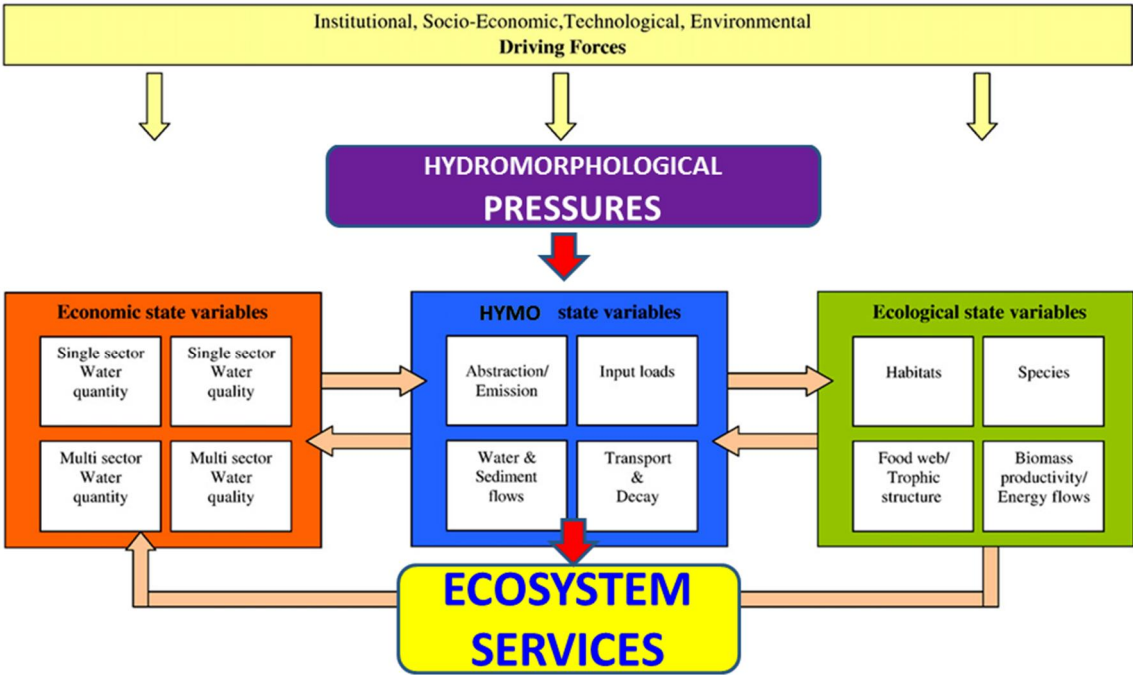 Institutional, Socio-Economic,Technological, Environmental
Driving Forces
HYDROMORPHOLOGICAL
PRESSURES
Economic state variables
Single sector
Water
quantity
Single sector
Water
quality
Multi sector
Water
quantity
Multi sector
Water
quality
HYMO state variables
Abstraction/
Emission
Input loads
Water &
Sediment
flows
Transport
&
Decay
Ecological state variables
Habitats
Species
Food web/
Trophic
structure
Biomass
productivity/
Energy flows
ECOSYSTEM
SERVICES